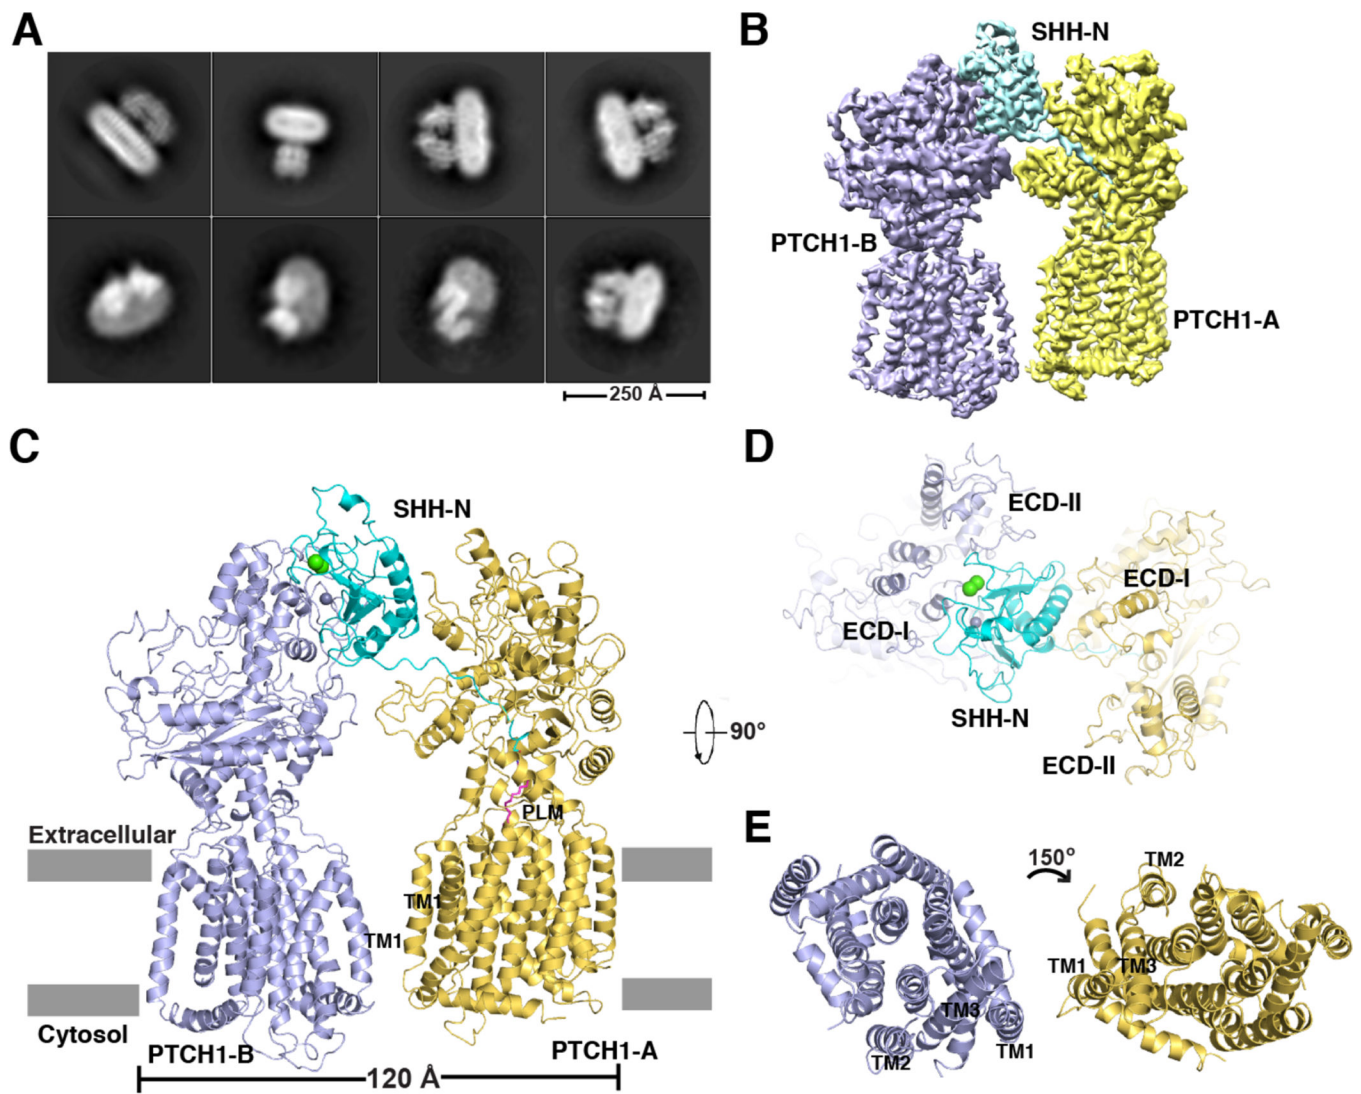 A
250 Å
B
SHH-N
PTCH1-B
PTCH1-A
C
SHH-N
PLM
Extracellular
TM1
TM1
Cytosol
PTCH1-B
PTCH1-A
120 Å
90°
D
ECD-II
ECD-I
ECD-I
SHH-N
ECD-II
E
150°
TM2
TM1
TM3
TM3
TM1
TM2